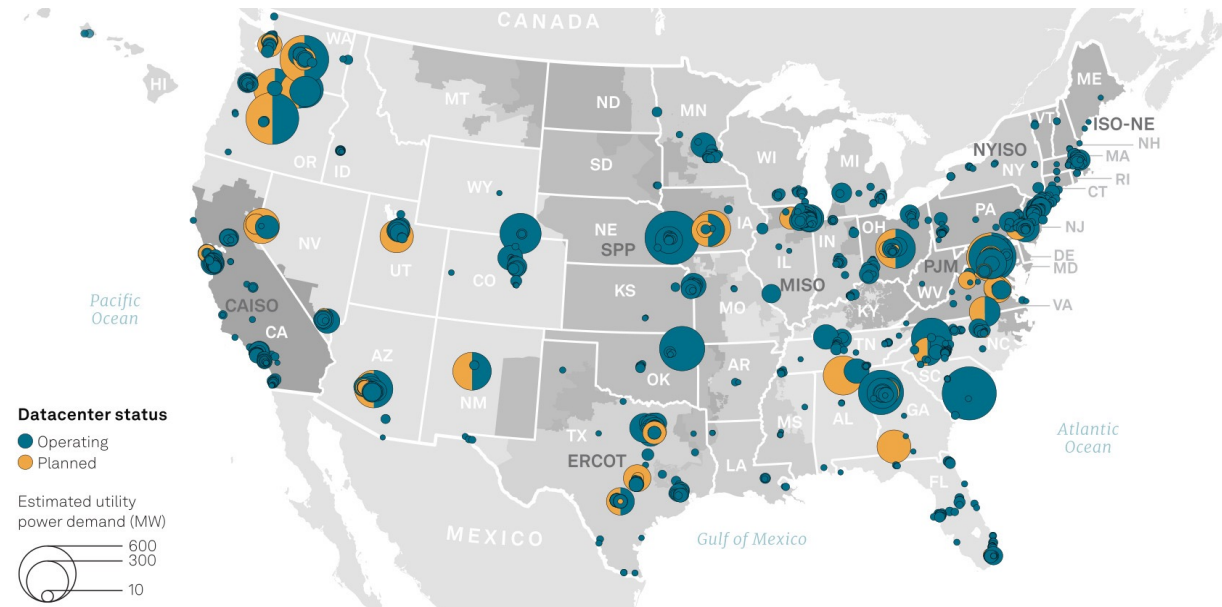 CANADA
WA
HI
MT
ND
MN
ME
VT
ISO-NE
NH
NYISO
MA
NY
RI
CT
WI
MI
SD
OR
ID
WY
PA
NJ
IA
NE
SPP
OH
IN
IL
NV
UT
CO
PJM
DE
MD
WV
MISO
KS
MO
KY
VA
Pacific
Ocean
CAISO
CA
AZ
NM
OK
AR
TN
NC
SC
MS
AL
GA
TX
ERCOT
LA
FL
Atlantic
Ocean
Gulf of Mexico
MEXICO
Datacenter status
Operating
Planned
Estimated utility
power demand (MW)
600
300
10